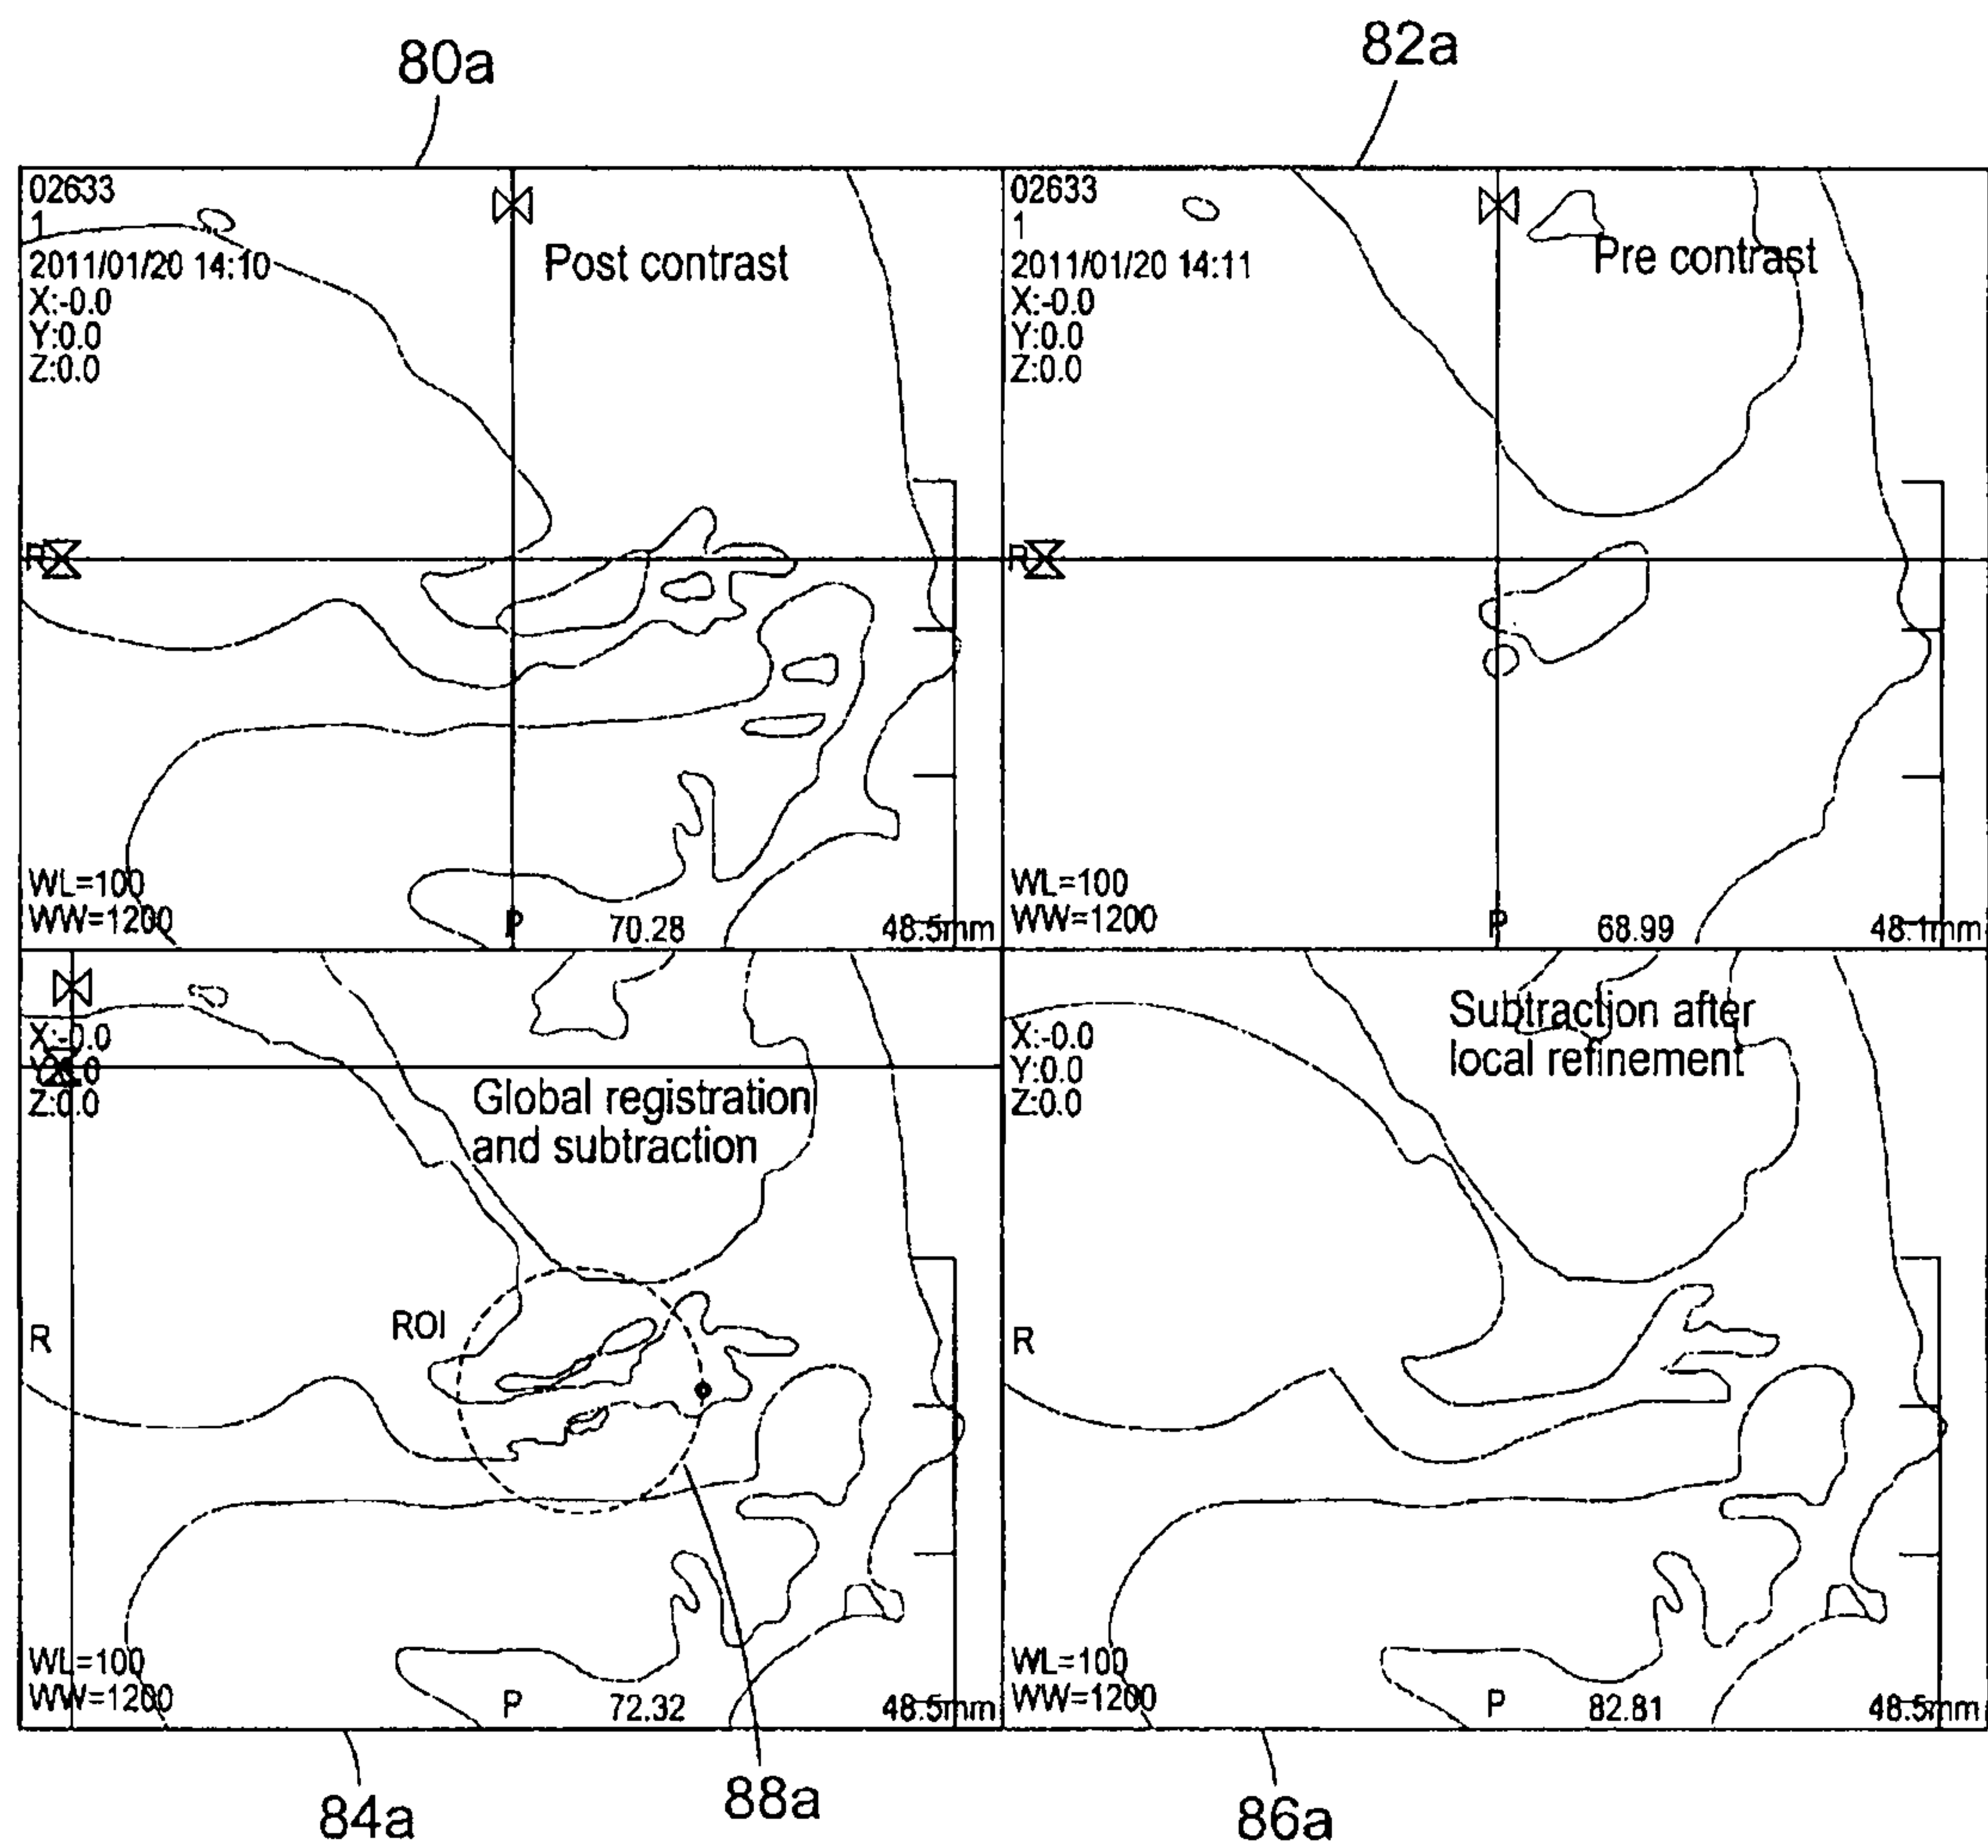 80a
82a
02633
1
2011/01/20 14:10
X:-0.0
Y:0.0
Z:0.0
Post contrast
R
WL=100
WW=1200
P
70.28
48.5mm
02633
1
2011/01/20 14:11
X:-0.0
Y:0.0
Z:0.0
Pre contrast
R
WL=100
WW=1200
P
68.99
48.1mm
X:-0.0
Z:0.0
Global registration
and subtraction
ROI
R
WL=100
WW=1200
P
72.32
48.5mm
X:-0.0
Y:0.0
Z:0.0
Subtraction after
local refinement
R
WL=100
WW=1200
P
82.81
48.5mm
84a
88a
86a